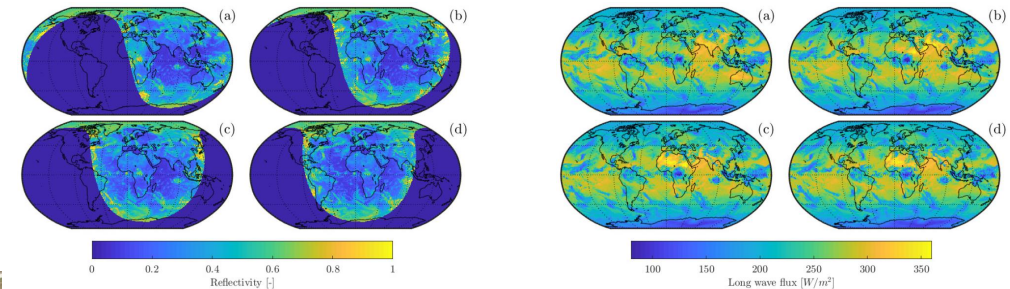 (a)
(b)
(c)
(d)
0 0.2 0.4 0.6 0.8 1
Reflectivity [-]
(a)
(b)
(c)
(d)
100 150 200 250 300 350
Long wave flux [W/m²]